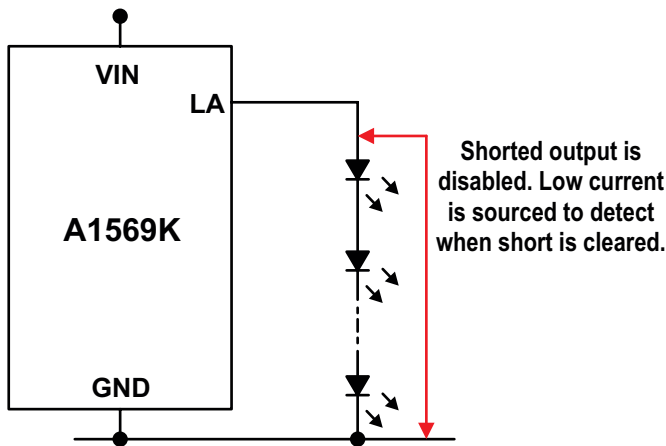 VIN
LA
A1569K
GND
Shorted output is
disabled. Low current
is sourced to detect
when short is cleared.